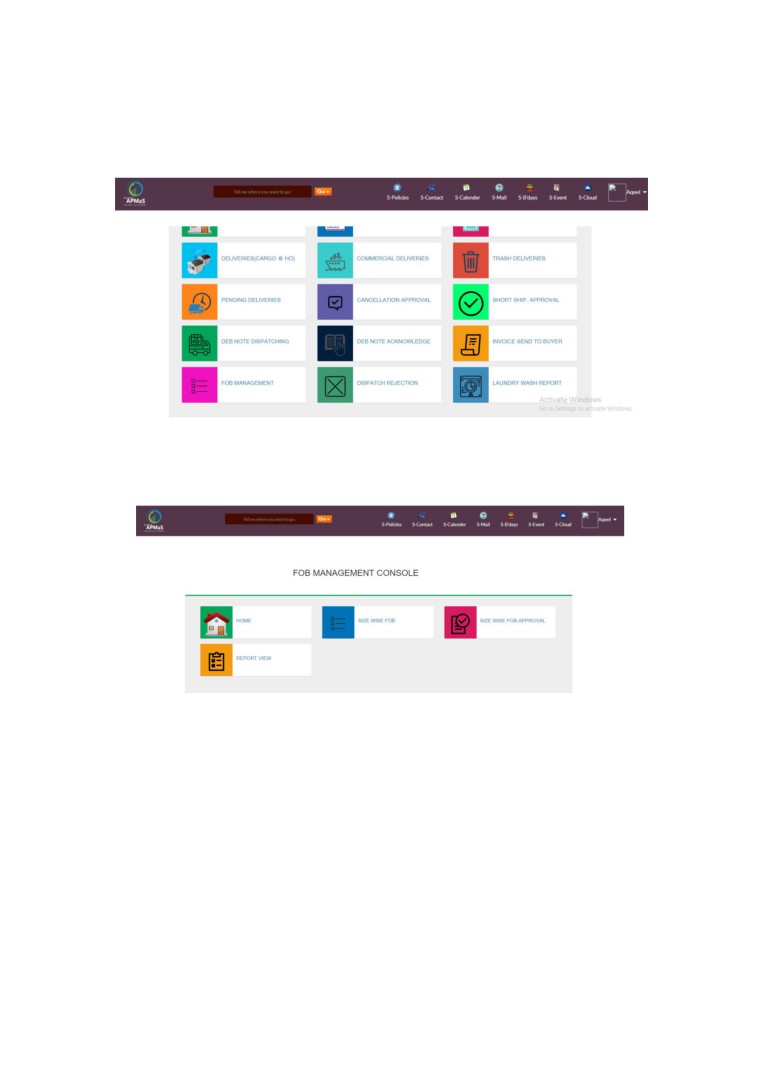 Tell me where you want to go:
Go »
S-Policies S-Contact S-Calender S-Mail S-B'days S-Event S-Cloud Aqeel
APMaS
DELIVERIES(CARGO @ HO) COMMERCIAL DELIVERIES TRASH DELIVERIES
PENDING DELIVERIES CANCELLATION APPROVAL SHORT SHIP. APPROVAL
DEB NOTE DISPATCHING DEB NOTE ACKNOWLEDGE INVOICE SEND TO BUYER
FOB MANAGEMENT DISPATCH REJECTION LAUNDRY WASH REPORT
Activate Windows
Go to Settings to activate Windows.
Tell me where you want to go:
Go »
S-Policies S-Contact S-Calender S-Mail S-B'days S-Event S-Cloud Aqeel
APMaS
FOB MANAGEMENT CONSOLE
HOME SIZE WISE FOB SIZE WISE FOB APPROVAL
REPORT VIEW